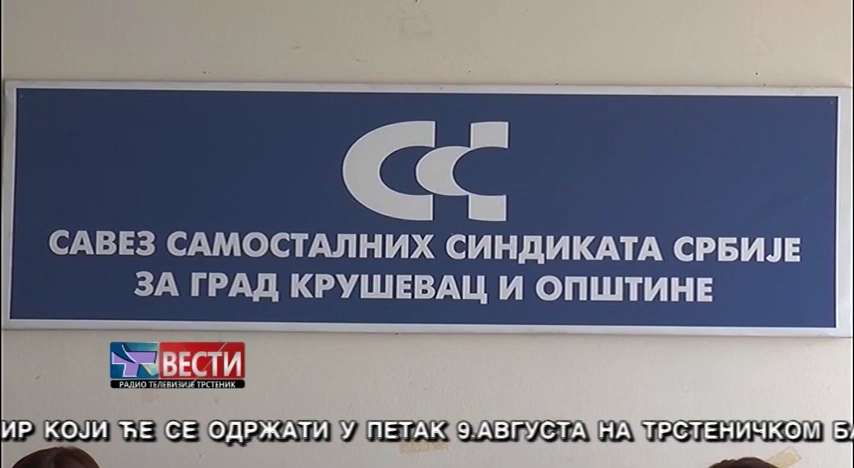 САВЕЗ САМОСТАЛНИХ СИНДИКАТА СРБИЈЕ
ЗА ГРАД КРУШЕВАЦ И ОПШТИНЕ
ВЕСТИ
РАДИО ТЕЛЕВИЗИЈЕ ТРСТЕНИК
КОЈИ ЋЕ СЕ ОДРЖАТИ У ПЕТАК 9.АВГУСТА НА ТРСТЕНИЧКОМ